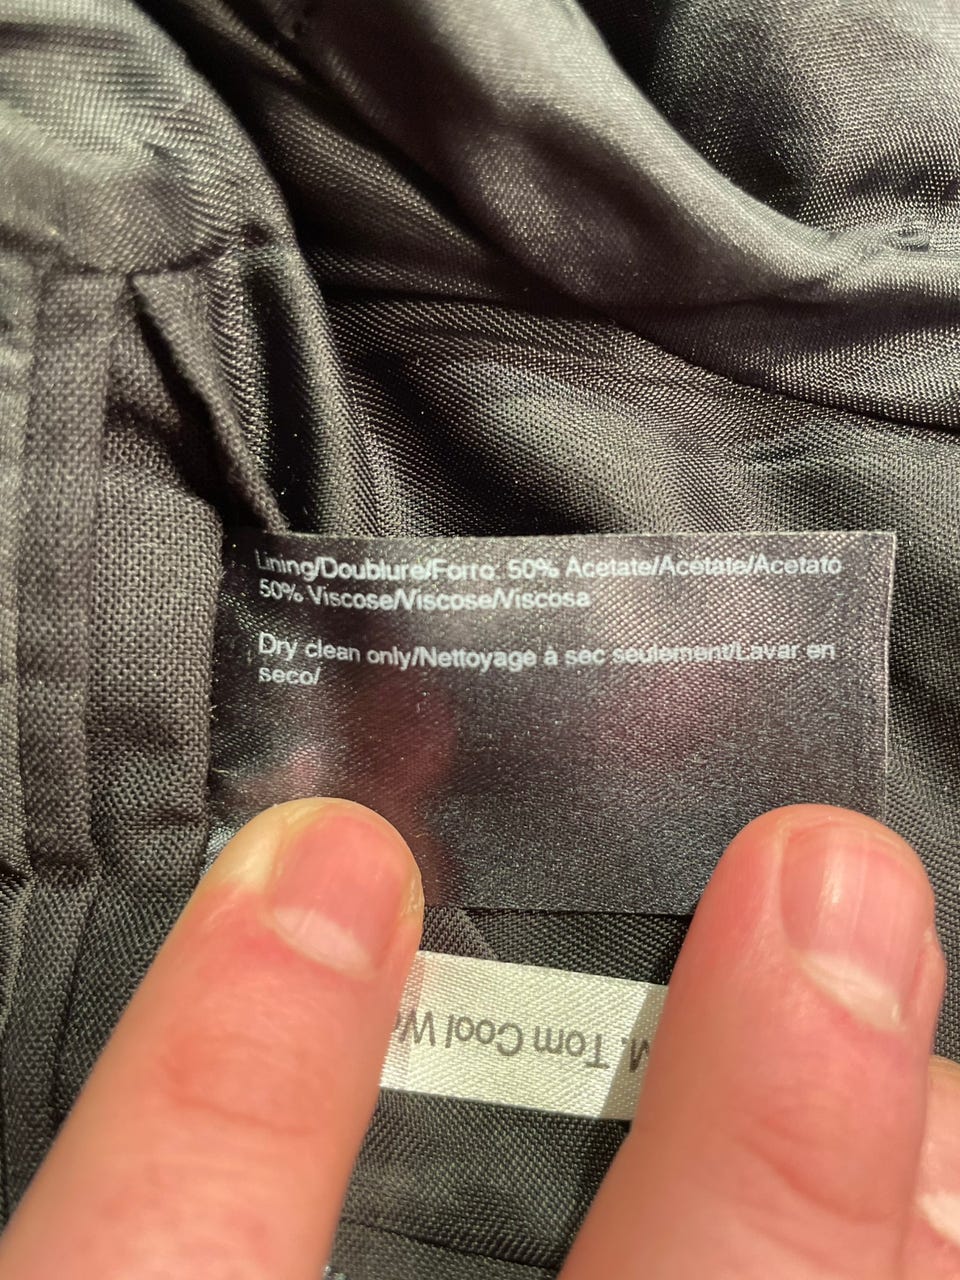 Lining/Doublure/Forro: 50% Acetate/Acétate/Acetato
50% Viscose/Viscose/Viscosa
Dry clean only/Nettoyage à sec seulement/Lavar en
seco/
M. Tom Cool